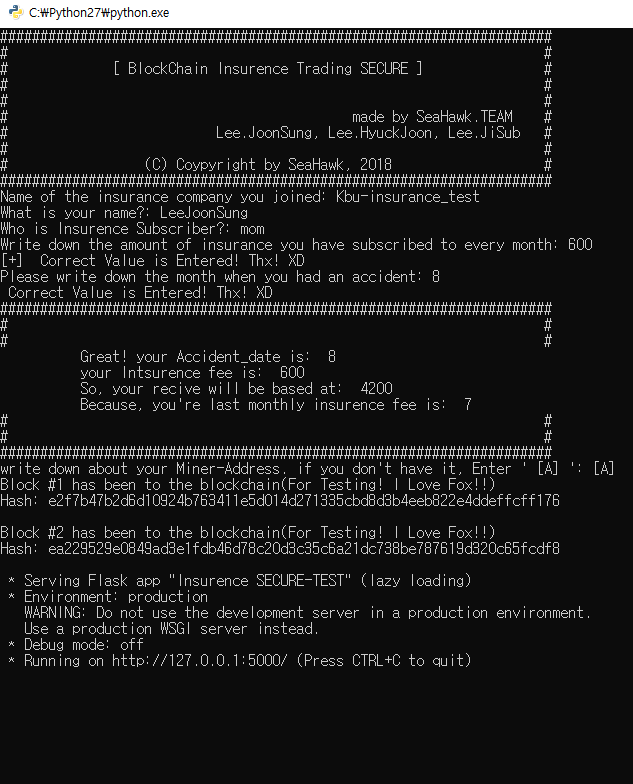 C:\Python27\python.exe
#####################################################################
#                                                                   #
#             [ BlockChain Insurence Trading SECURE ]               #
#                                                                   #
#                                                                   #
#                                           made by SeaHawk.TEAM    #
#                          Lee.JoonSung, Lee.HyuckJoon, Lee.JiSub   #
#                                                                   #
#                 (C) Coypyright by SeaHawk, 2018                   #
#####################################################################
Name of the insurance company you joined: Kbu-insurance_test
What is your name?: LeeJoonSung
Who is Insurence Subscriber?: mom
Write down the amount of insurance you have subscribed to every month: 600
[+]  Correct Value is Entered! Thx! XD
Please write down the month when you had an accident: 8
 Correct Value is Entered! Thx! XD
#####################################################################
#                                                                   #
#                                                                   #
          Great! your Accident_date is:  8
          your Intsurence fee is:  600
          So, your recive will be based at:  4200
          Because, you're last monthly insurence fee is:  7
#                                                                   #
#                                                                   #
#####################################################################
write down about your Miner-Address. if you don't have it, Enter ' [A] ': [A]
Block #1 has been to the blockchain(For Testing! I Love Fox!!)
Hash: e2f7b47b2d6d10924b763411e5d014d271335cbd8d3b4eeb822e4ddeffcff176

Block #2 has been to the blockchain(For Testing! I Love Fox!!)
Hash: ea229529e0849ad3e1fdb46d78c20d3c35c6a21dc738be787619d320c65fcdf8

 * Serving Flask app "Insurence SECURE-TEST" (lazy loading)
 * Environment: production
   WARNING: Do not use the development server in a production environment.
   Use a production WSGI server instead.
 * Debug mode: off
 * Running on http://127.0.0.1:5000/ (Press CTRL+C to quit)